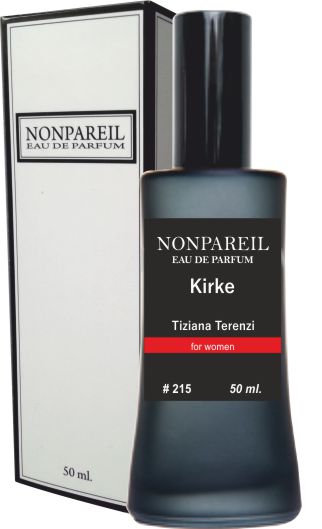 NONPAREIL
EAU DE PARFUM
50 ml.
NONPAREIL
EAU DE PARFUM
Kirke
Tiziana Terenzi
for women
# 215 50 ml.